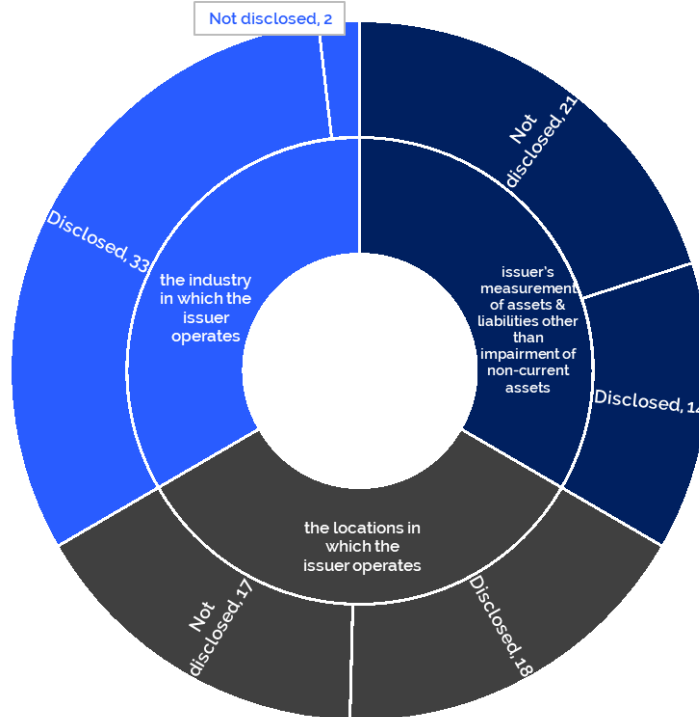 Not disclosed, 2
Not
disclosed, 21
Disclosed, 33
the industry
in which the
issuer
operates
issuer's
measurement
of assets &
liabilities other
than
impairment of
non-current
assets
Disclosed, 14
the locations in
which the
issuer operates
Not
disclosed, 17
Disclosed, 18